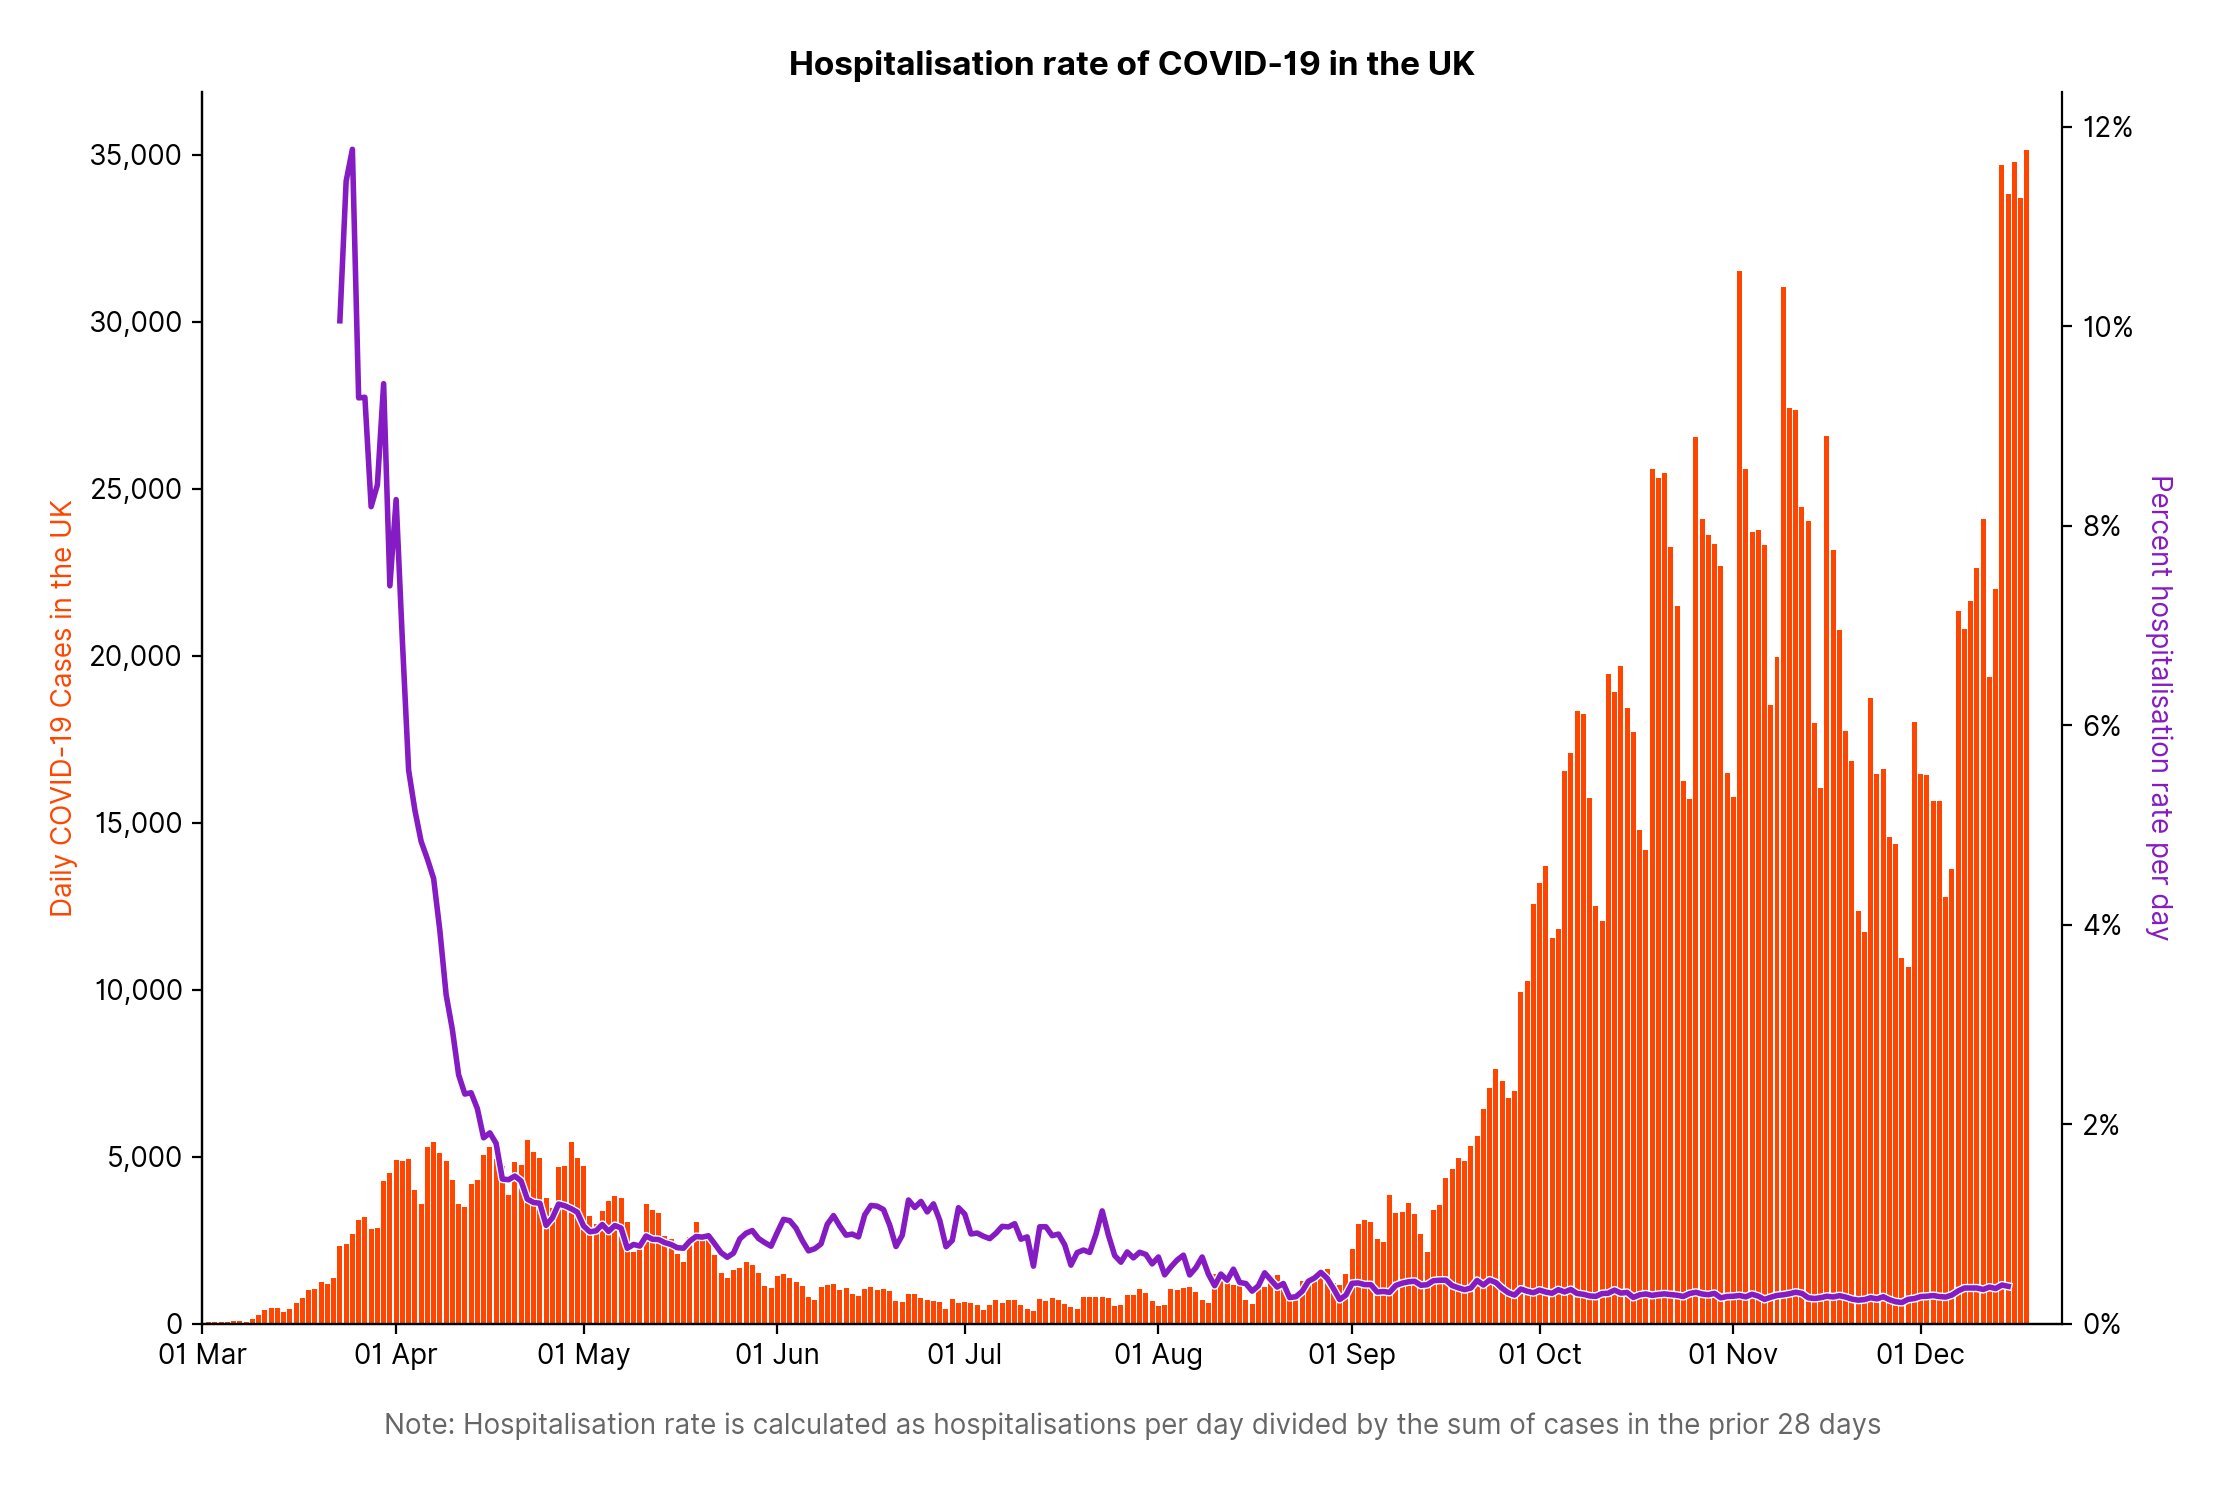 Hospitalisation rate of COVID-19 in the UK
Daily COVID-19 Cases in the UK
35,000
30,000
25,000
20,000
15,000
10,000
5,000
0
12%
10%
8%
6%
4%
2%
0%
Percent hospitalisation rate per day
01 Mar
01 Apr
01 May
01 Jun
01 Jul
01 Aug
01 Sep
01 Oct
01 Nov
01 Dec
Note: Hospitalisation rate is calculated as hospitalisations per day divided by the sum of cases in the prior 28 days